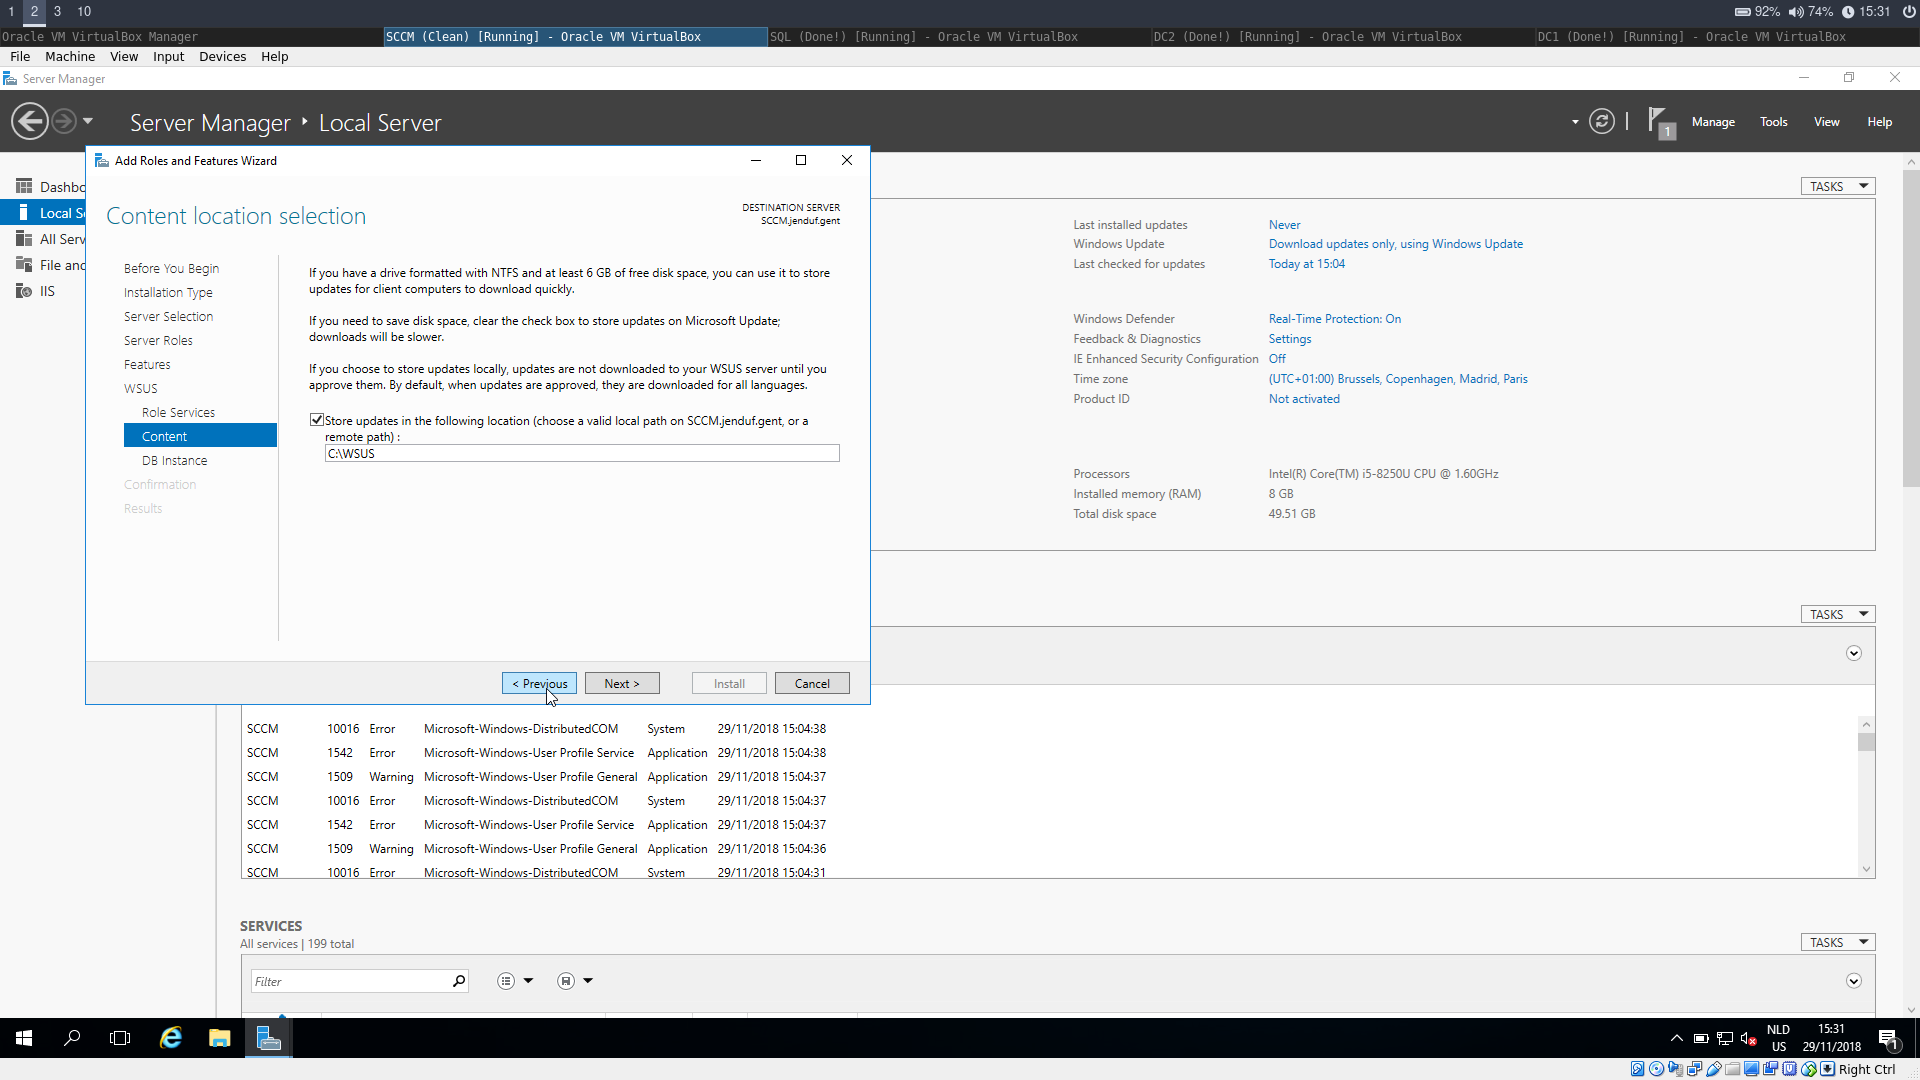 1 2 3 10 92% 74% 15:31
Oracle VM VirtualBox Manager SCCM (Clean) [Running] - Oracle VM VirtualBox SQL (Done!) [Running] - Oracle VM VirtualBox DC2 (Done!) [Running] - Oracle VM VirtualBox DC1 (Done!) [Running] - Oracle VM VirtualBox
File Machine View Input Devices Help
Server Manager
Server Manager ‣ Local Server 1 Manage Tools View Help
Add Roles and Features Wizard
Content location selection
DESTINATION SERVER
SCCM.jenduf.gent
Dashbo
Local S
All Serv
File and
IIS
Before You Begin
Installation Type
Server Selection
Server Roles
Features
WSUS
Role Services
Content
DB Instance
Confirmation
Results
If you have a drive formatted with NTFS and at least 6 GB of free disk space, you can use it to store
updates for client computers to download quickly.
If you need to save disk space, clear the check box to store updates on Microsoft Update;
downloads will be slower.
If you choose to store updates locally, updates are not downloaded to your WSUS server until you
approve them. By default, when updates are approved, they are downloaded for all languages.
Store updates in the following location (choose a valid local path on SCCM.jenduf.gent, or a
remote path) :
C:\WSUS
< Previous Next > Install Cancel
TASKS
Last installed updates Never
Windows Update Download updates only, using Windows Update
Last checked for updates Today at 15:04
Windows Defender Real-Time Protection: On
Feedback & Diagnostics Settings
IE Enhanced Security Configuration Off
Time zone (UTC+01:00) Brussels, Copenhagen, Madrid, Paris
Product ID Not activated
Processors Intel(R) Core(TM) i5-8250U CPU @ 1.60GHz
Installed memory (RAM) 8 GB
Total disk space 49.51 GB
TASKS
SCCM 10016 Error Microsoft-Windows-DistributedCOM System 29/11/2018 15:04:38
SCCM 1542 Error Microsoft-Windows-User Profile Service Application 29/11/2018 15:04:38
SCCM 1509 Warning Microsoft-Windows-User Profile General Application 29/11/2018 15:04:37
SCCM 10016 Error Microsoft-Windows-DistributedCOM System 29/11/2018 15:04:37
SCCM 1542 Error Microsoft-Windows-User Profile Service Application 29/11/2018 15:04:37
SCCM 1509 Warning Microsoft-Windows-User Profile General Application 29/11/2018 15:04:36
SCCM 10016 Error Microsoft-Windows-DistributedCOM System 29/11/2018 15:04:31
SERVICES
All services | 199 total
TASKS
Filter
NLD
US
15:31
29/11/2018
1
Right Ctrl